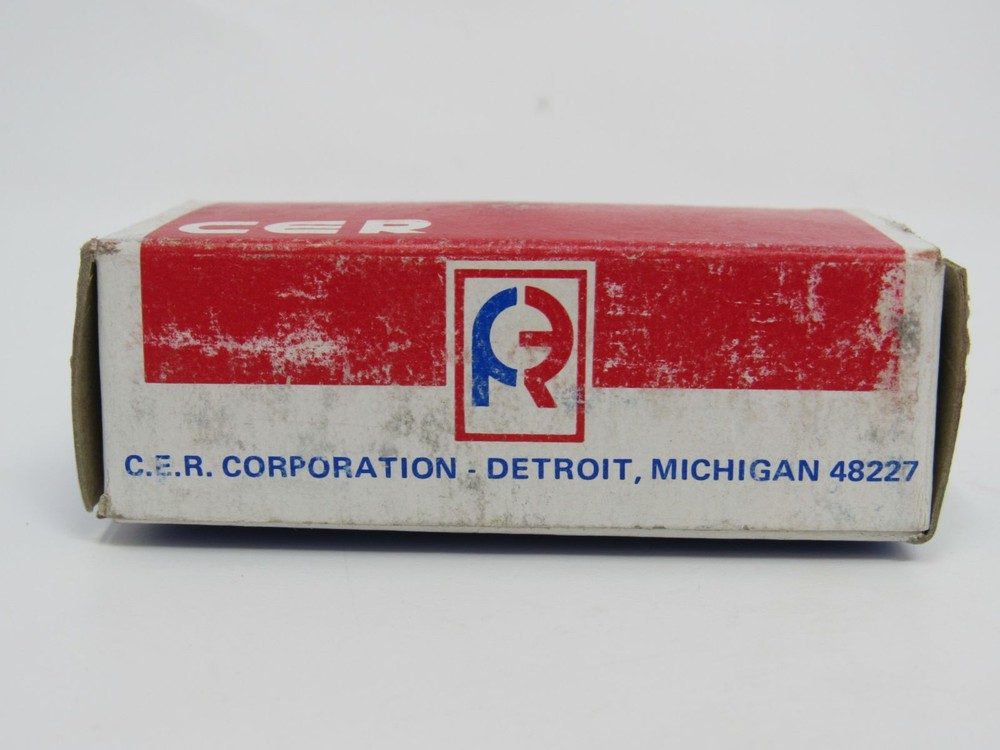 CER
C.E.R. CORPORATION - DETROIT, MICHIGAN 48227